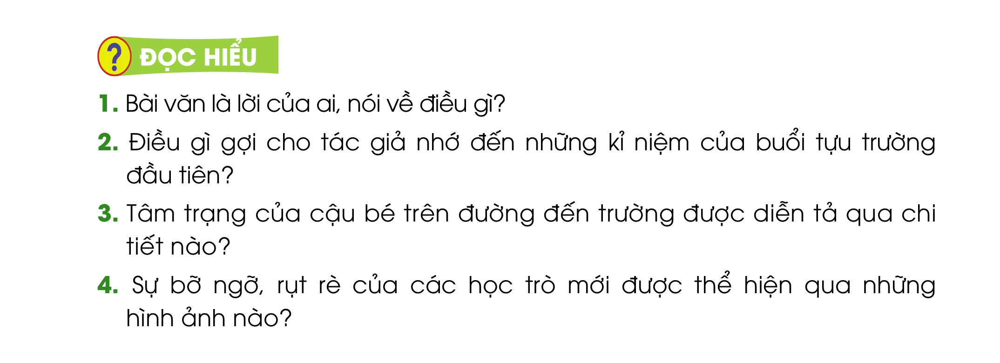 ? ĐỌC HIỂU
1. Bài văn là lời của ai, nói về điều gì?
2. Điều gì gợi cho tác giả nhớ đến những kỉ niệm của buổi tựu trường
đầu tiên?
3. Tâm trạng của cậu bé trên đường đến trường được diễn tả qua chi
tiết nào?
4. Sự bỡ ngỡ, rụt rè của các học trò mới được thể hiện qua những
hình ảnh nào?